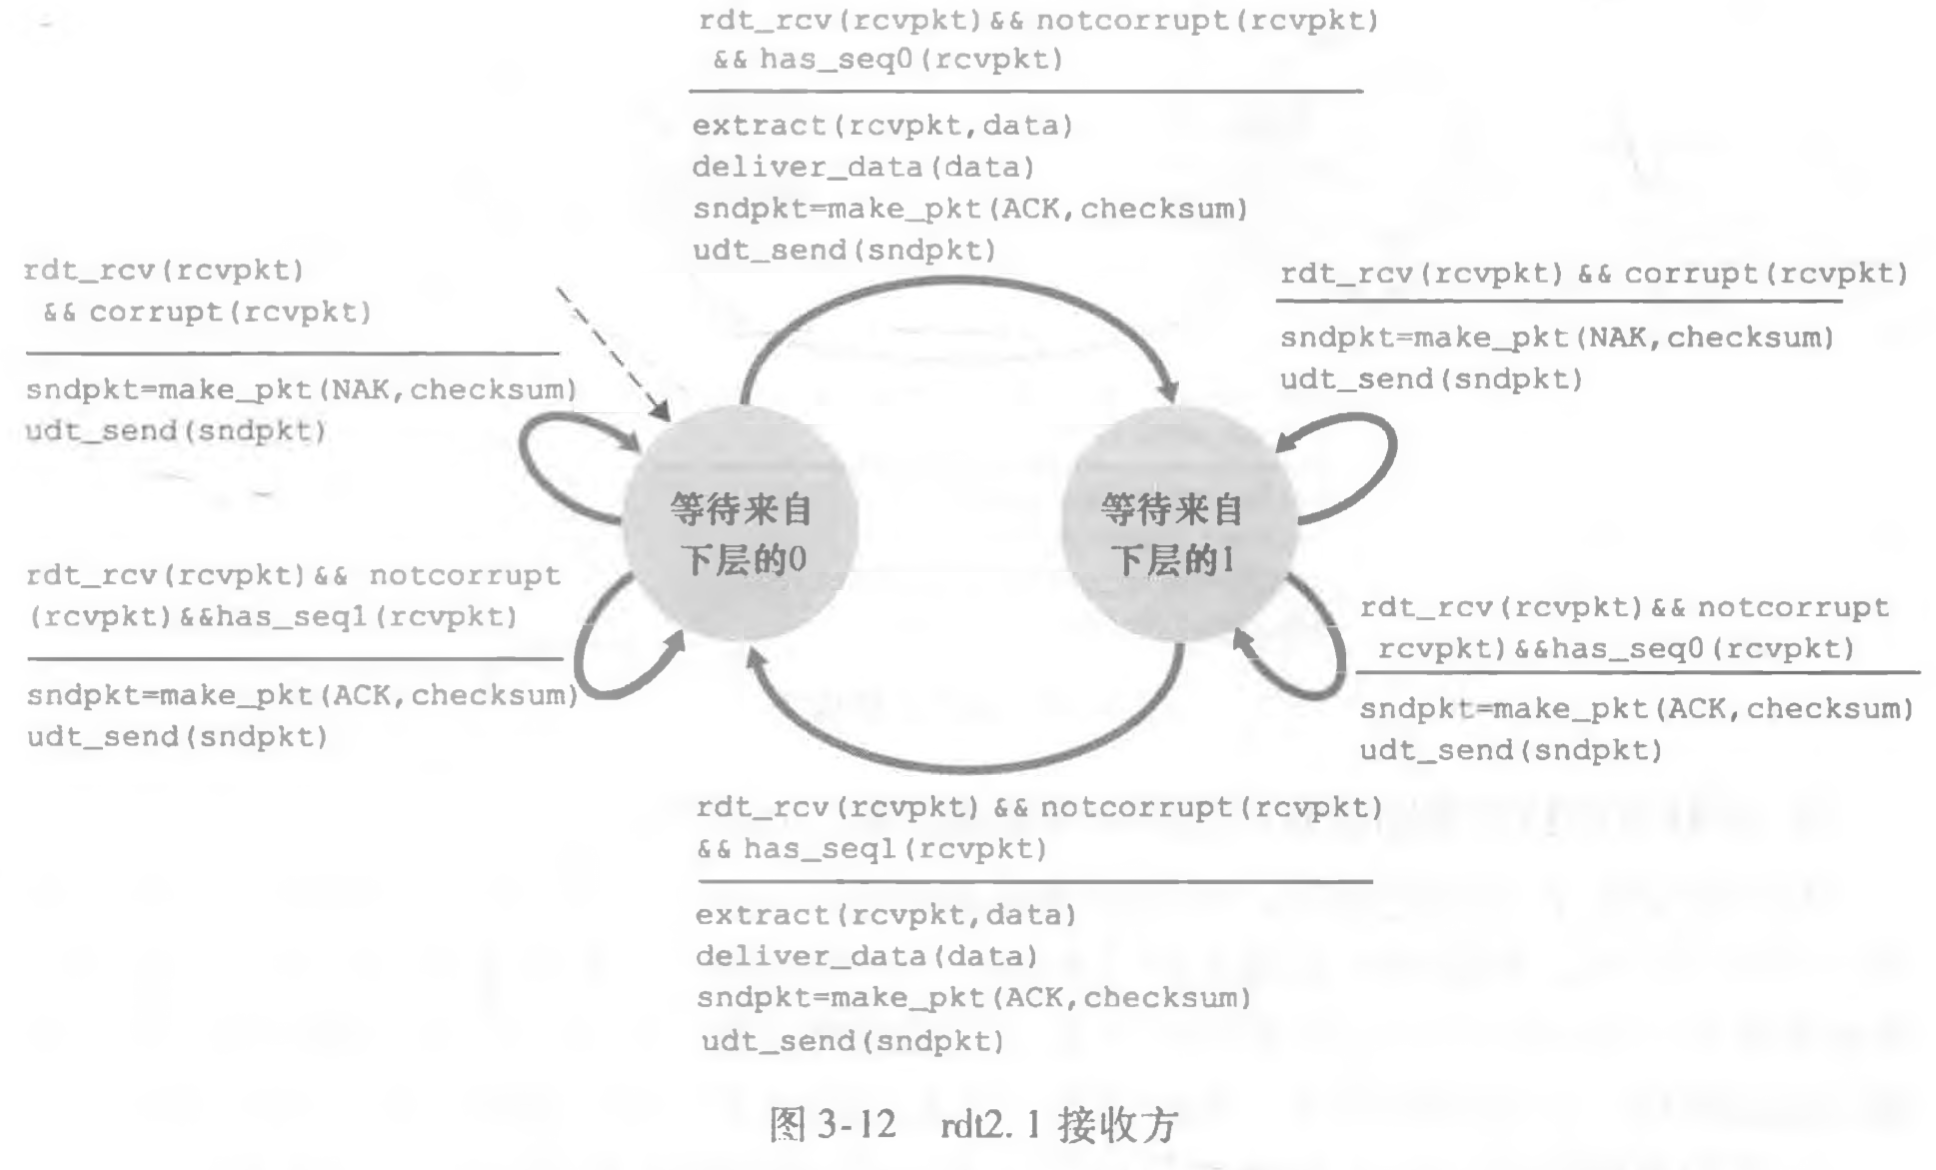 rdt_rcv(rcvpkt)&& notcorrupt(rcvpkt)
&& has_seq0(rcvpkt)
extract(rcvpkt,data)
deliver_data(data)
sndpkt=make_pkt(ACK,checksum)
udt_send(sndpkt)
rdt_rcv(rcvpkt)
&& corrupt(rcvpkt)
sndpkt=make_pkt(NAK,checksum)
udt_send(sndpkt)
rdt_rcv(rcvpkt) && corrupt(rcvpkt)
sndpkt=make_pkt(NAK,checksum)
udt_send(sndpkt)
等待来自
下层的0
等待来自
下层的1
rdt_rcv(rcvpkt)&& notcorrupt
(rcvpkt)&&has_seq1(rcvpkt)
sndpkt=make_pkt(ACK,checksum)
udt_send(sndpkt)
rdt_rcv(rcvpkt)&& notcorrupt
rcvpkt)&&has_seq0(rcvpkt)
sndpkt=make_pkt(ACK,checksum)
udt_send(sndpkt)
rdt_rcv(rcvpkt) && notcorrupt(rcvpkt)
&& has_seq1(rcvpkt)
extract(rcvpkt,data)
deliver_data(data)
sndpkt=make_pkt(ACK,checksum)
udt_send(sndpkt)
图 3-12 rdt2. 1 接收方